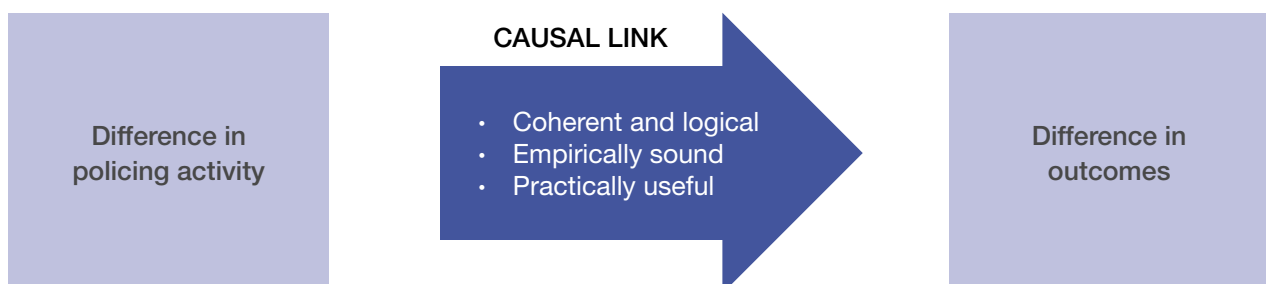 CAUSAL LINK
Difference in
policing activity
• Coherent and logical
• Empirically sound
• Practically useful
Difference in
outcomes